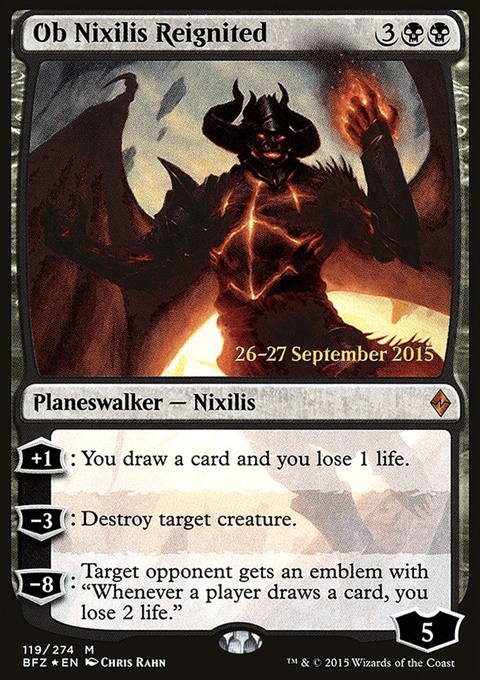 Ob Nixilis Reignited 3
26–27 September 2015
Planeswalker — Nixilis
+1 : You draw a card and you lose 1 life.
-3 : Destroy target creature.
-8 : Target opponent gets an emblem with
“Whenever a player draws a card, you
lose 2 life.”
5
119/274 M
BFZ ★ EN Chris Rahn
™ & © 2015 Wizards of the Coast